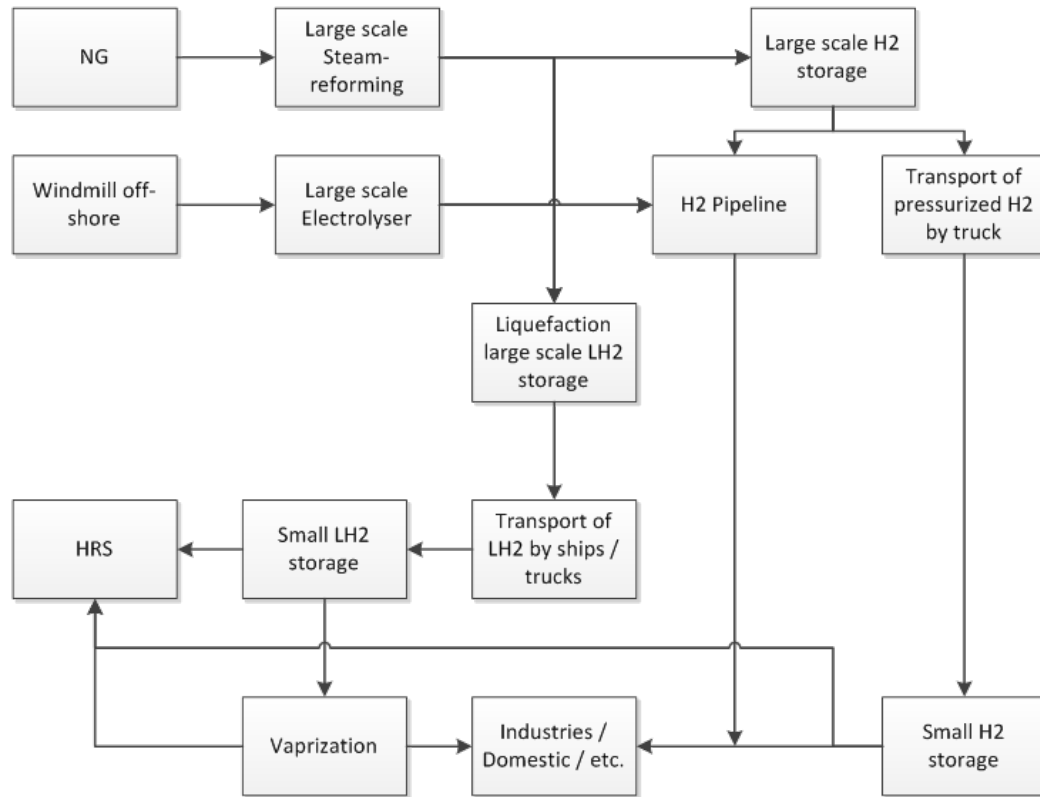 NG
Large scale
Steam-
reforming
Large scale H2
storage
Windmill off-
shore
Large scale
Electrolyser
H2 Pipeline
Transport of
pressurized H2
by truck
Liquefaction
large scale LH2
storage
HRS
Small LH2
storage
Transport of
LH2 by ships /
trucks
Vaprization
Industries /
Domestic / etc.
Small H2
storage